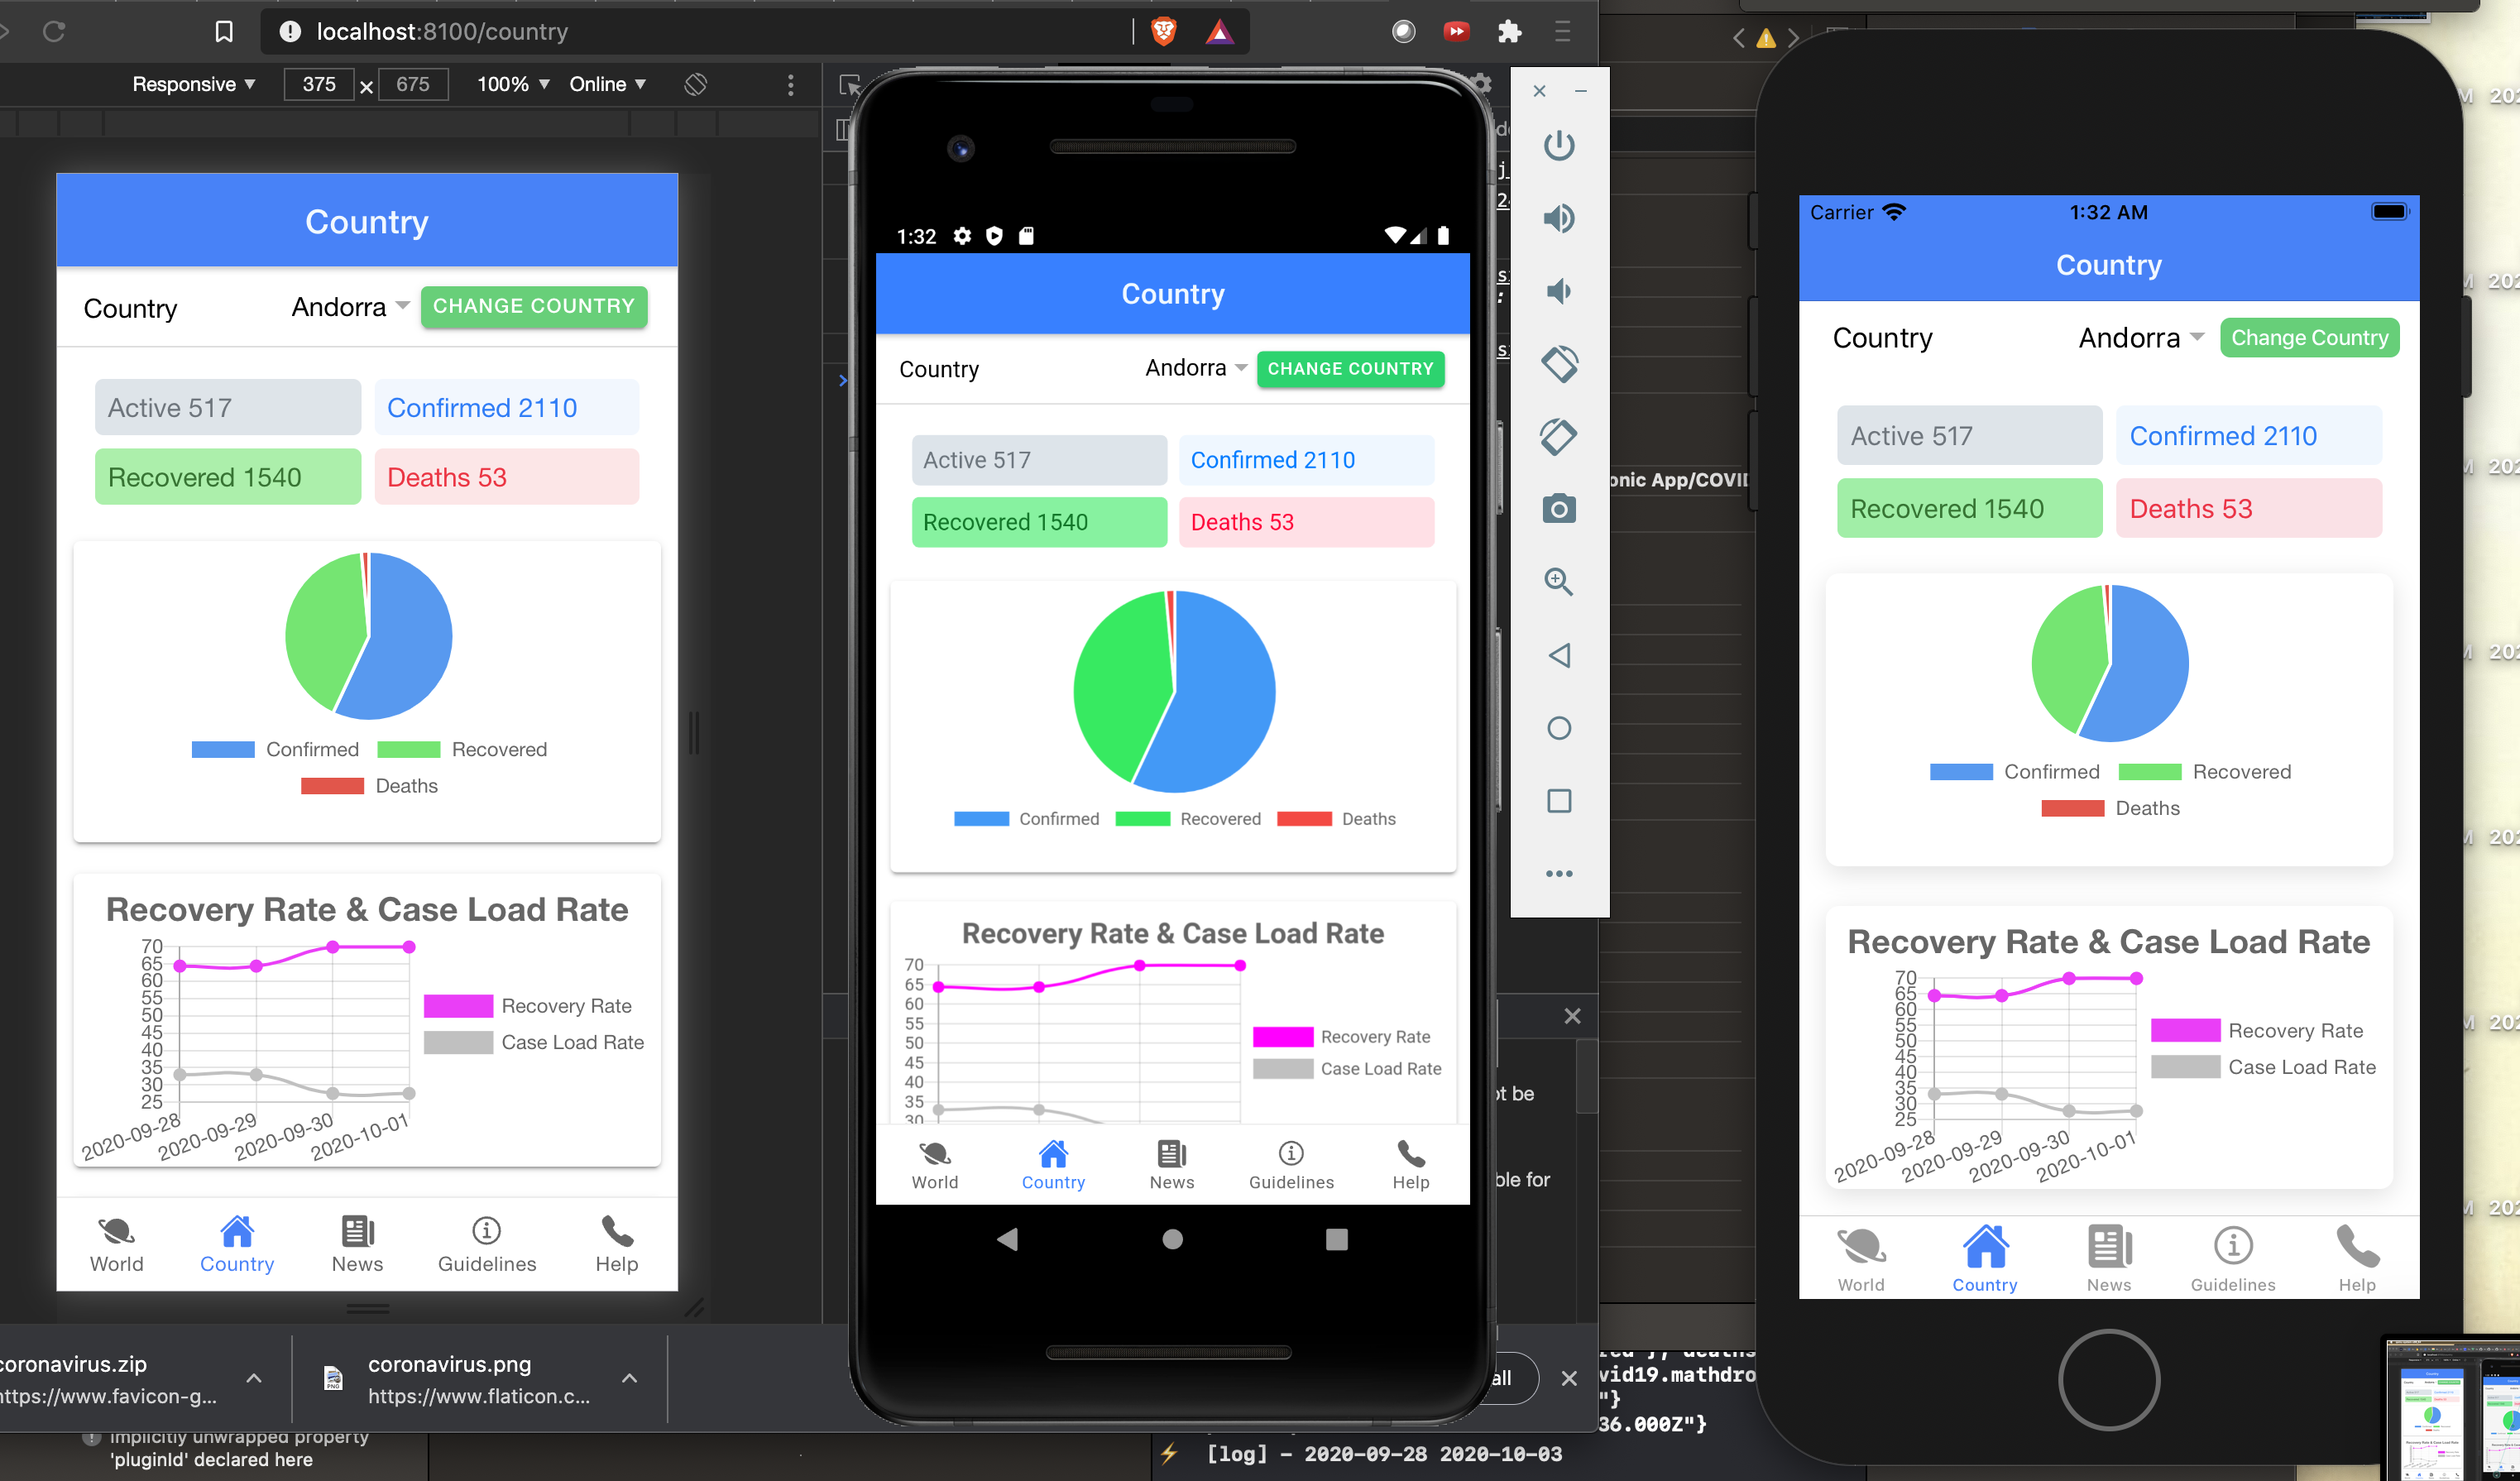 localhost:8100/country
Responsive ▼ 375 × 675 100% ▼ Online ▼
Country
Country Andorra CHANGE COUNTRY
Active 517 Confirmed 2110
Recovered 1540 Deaths 53
Confirmed Recovered
Deaths
Recovery Rate & Case Load Rate
70
65
60
55
50
45
40
35
30
25
2020-09-28 2020-09-29 2020-09-30 2020-10-01
Recovery Rate
Case Load Rate
World Country News Guidelines Help
coronavirus.zip
https://www.favicon-g...
coronavirus.png
https://www.flaticon.c...
Implicitly unwrapped property
'pluginId' declared here
1:32
Country
Country Andorra CHANGE COUNTRY
Active 517 Confirmed 2110
Recovered 1540 Deaths 53
Confirmed Recovered Deaths
Recovery Rate & Case Load Rate
70
65
60
55
50
45
40
35
30
Recovery Rate
Case Load Rate
World Country News Guidelines Help
be
for
all
onic App/COVID
vid19.mathdro
"}
36.000Z"}
⚡ [log] - 2020-09-28 2020-10-03
Carrier 1:32 AM
Country
Country Andorra Change Country
Active 517 Confirmed 2110
Recovered 1540 Deaths 53
Confirmed Recovered
Deaths
Recovery Rate & Case Load Rate
70
65
60
55
50
45
40
35
30
25
2020-09-28 2020-09-29 2020-09-30 2020-10-01
Recovery Rate
Case Load Rate
World Country News Guidelines Help